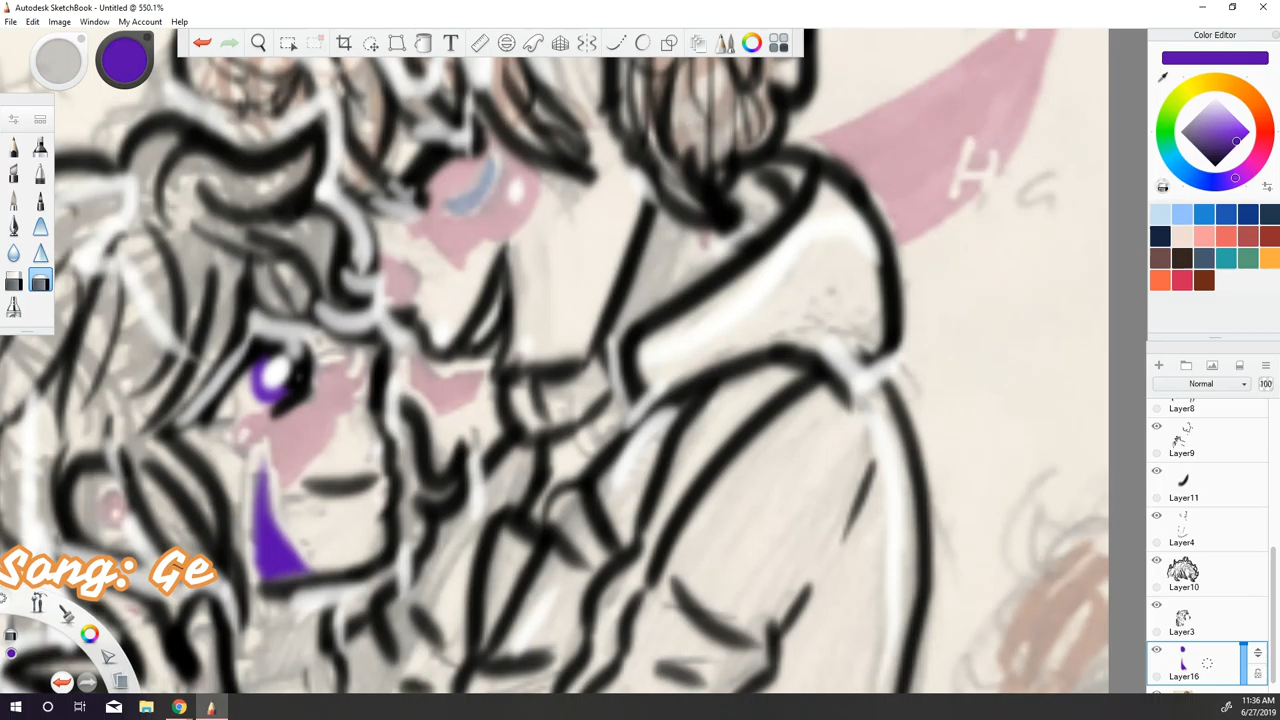 Autodesk SketchBook - Untitled @ 550.1%
File Edit Image Window My Account Help
T
Color Editor
H G
Normal 100
Layer8
Layer9
Layer11
Layer4
Layer10
Layer3
Layer16
Song: Ge
11:36 AM
6/27/2019